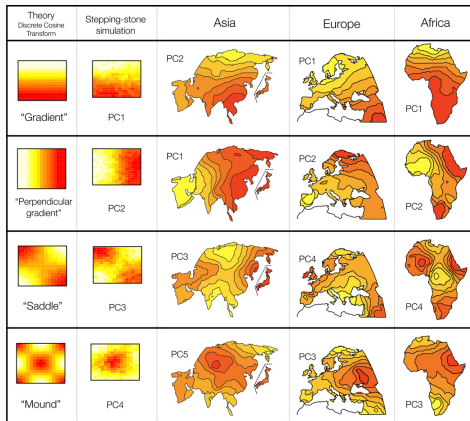 Theory
Discrete Cosine
Transform
Stepping-stone
simulation
Asia
Europe
Africa
"Gradient"
PC1
PC2
PC1
PC1
"Perpendicular
gradient"
PC2
PC1
PC2
PC2
"Saddle"
PC3
PC3
PC4
PC4
"Mound"
PC4
PC5
PC3
PC3